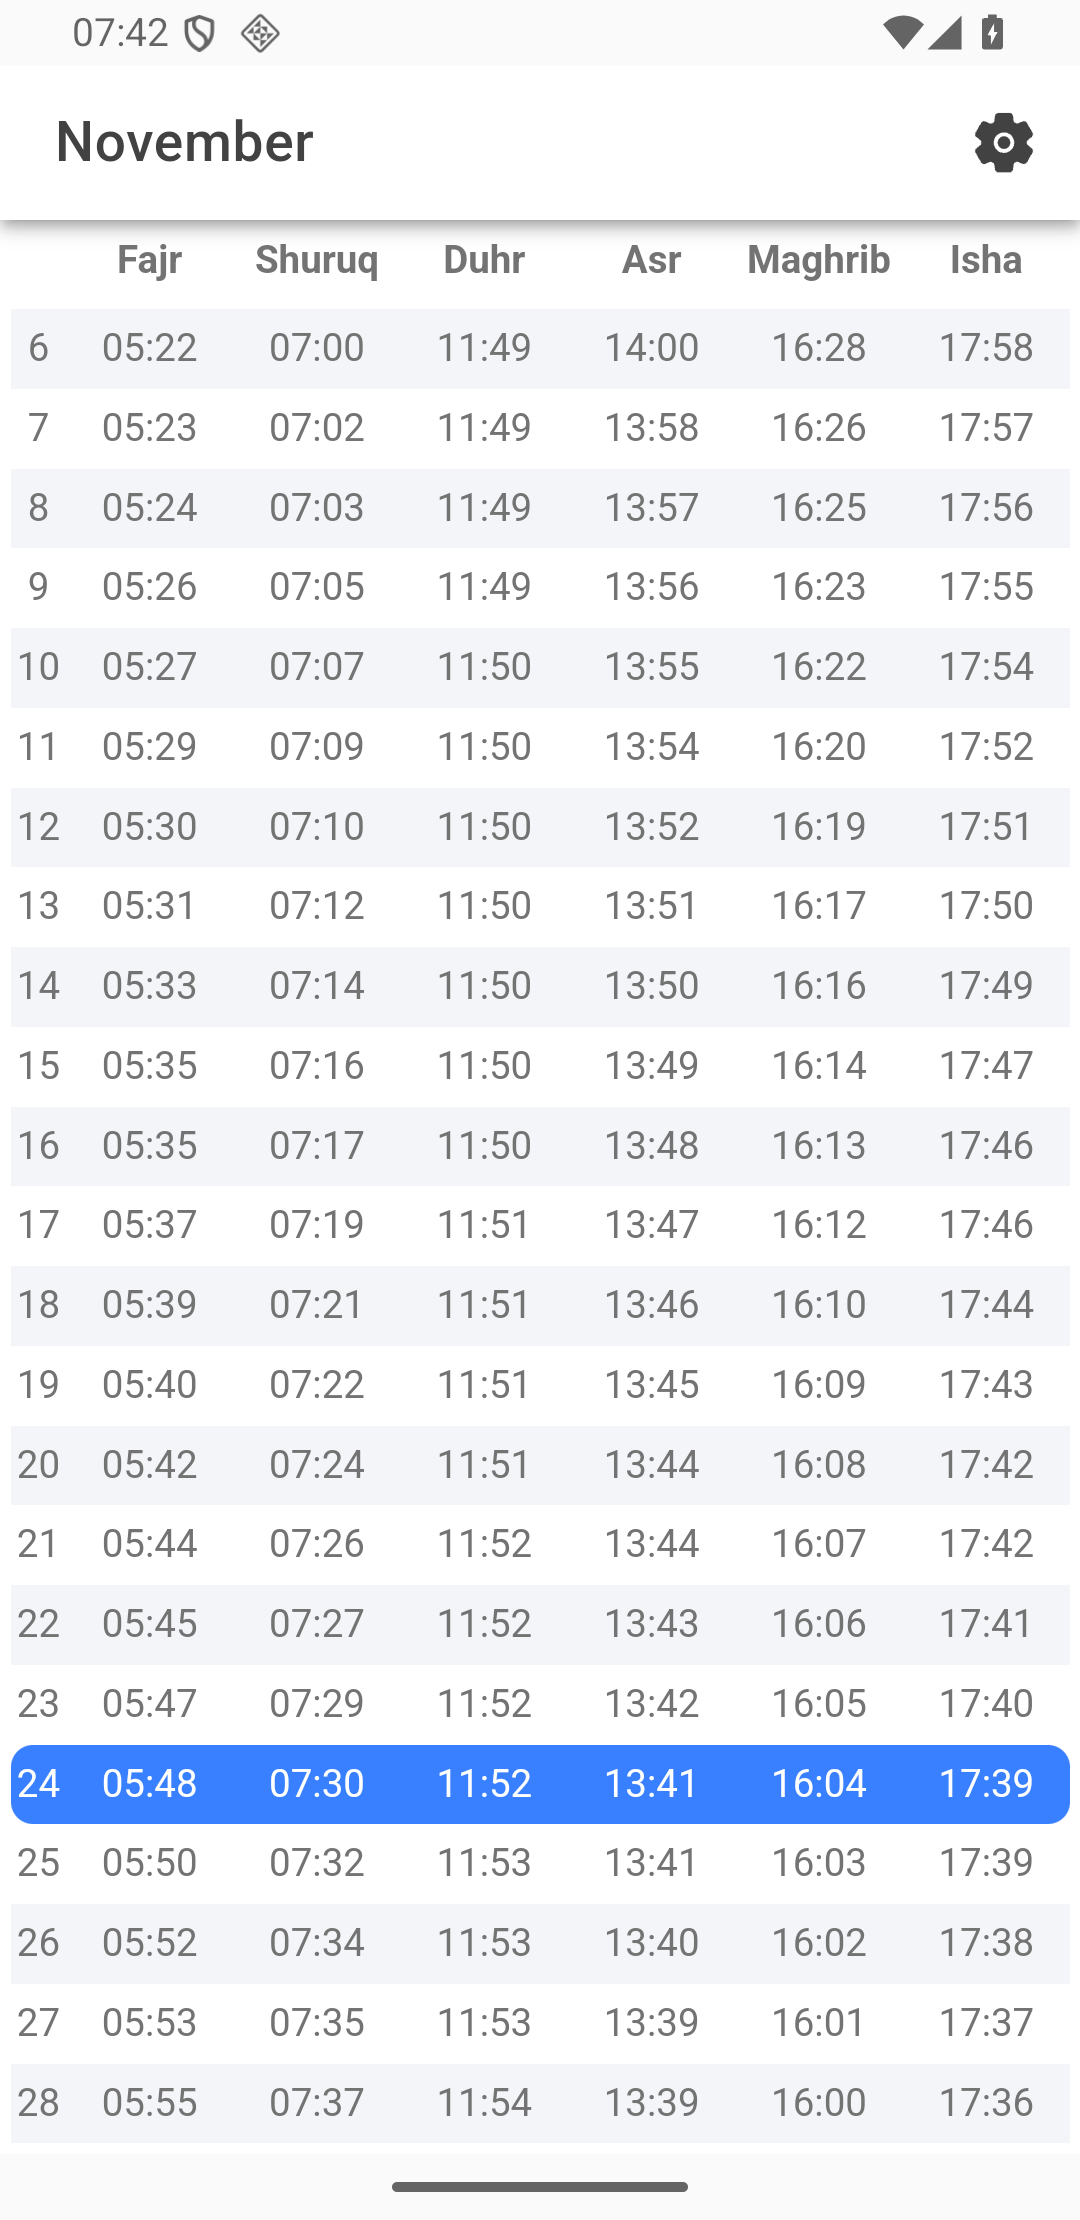 07:42
November
Fajr Shuruq Duhr Asr Maghrib Isha
6 05:22 07:00 11:49 14:00 16:28 17:58
7 05:23 07:02 11:49 13:58 16:26 17:57
8 05:24 07:03 11:49 13:57 16:25 17:56
9 05:26 07:05 11:49 13:56 16:23 17:55
10 05:27 07:07 11:50 13:55 16:22 17:54
11 05:29 07:09 11:50 13:54 16:20 17:52
12 05:30 07:10 11:50 13:52 16:19 17:51
13 05:31 07:12 11:50 13:51 16:17 17:50
14 05:33 07:14 11:50 13:50 16:16 17:49
15 05:35 07:16 11:50 13:49 16:14 17:47
16 05:35 07:17 11:50 13:48 16:13 17:46
17 05:37 07:19 11:51 13:47 16:12 17:46
18 05:39 07:21 11:51 13:46 16:10 17:44
19 05:40 07:22 11:51 13:45 16:09 17:43
20 05:42 07:24 11:51 13:44 16:08 17:42
21 05:44 07:26 11:52 13:44 16:07 17:42
22 05:45 07:27 11:52 13:43 16:06 17:41
23 05:47 07:29 11:52 13:42 16:05 17:40
24 05:48 07:30 11:52 13:41 16:04 17:39
25 05:50 07:32 11:53 13:41 16:03 17:39
26 05:52 07:34 11:53 13:40 16:02 17:38
27 05:53 07:35 11:53 13:39 16:01 17:37
28 05:55 07:37 11:54 13:39 16:00 17:36